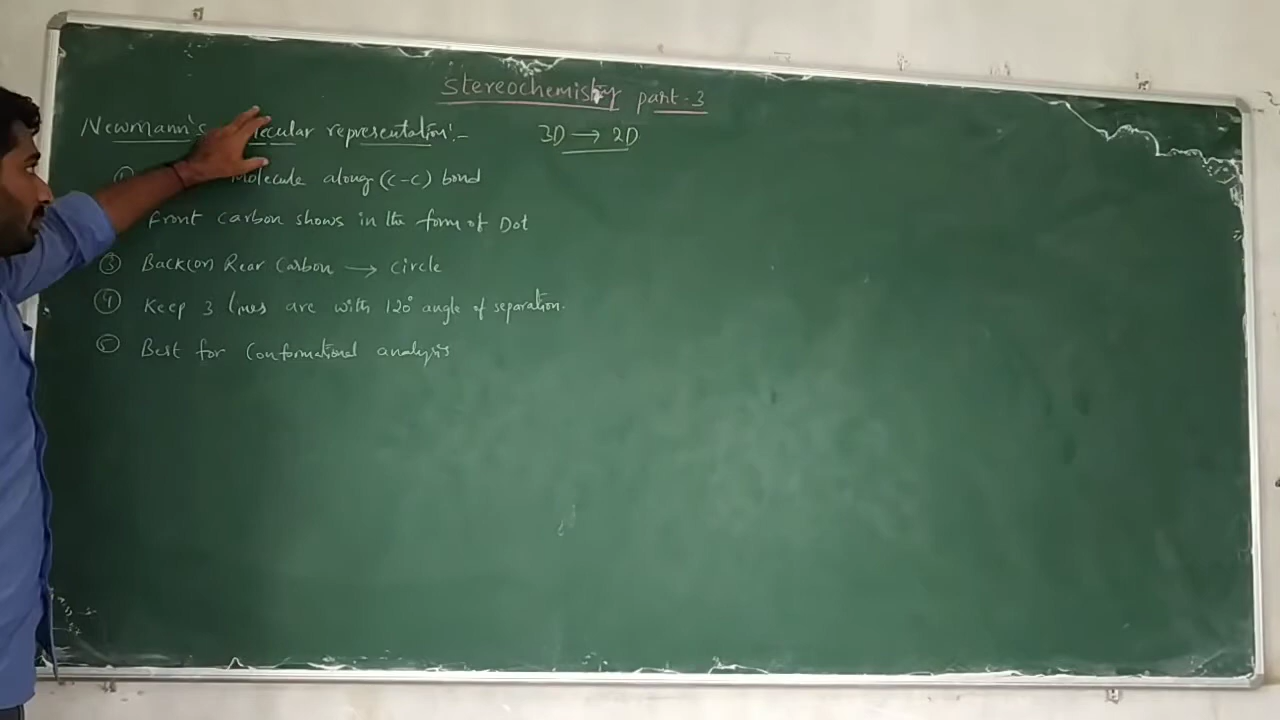 Stereochemistry part-3
Newmann's lecular representation:- 3D → 2D
① Molecule along (C-C) bond
front carbon shows in the form of Dot
③ Back(or) Rear Carbon → circle
④ Keep 3 lines are with 120° angle of separation.
⑤ Best for Conformational analysis